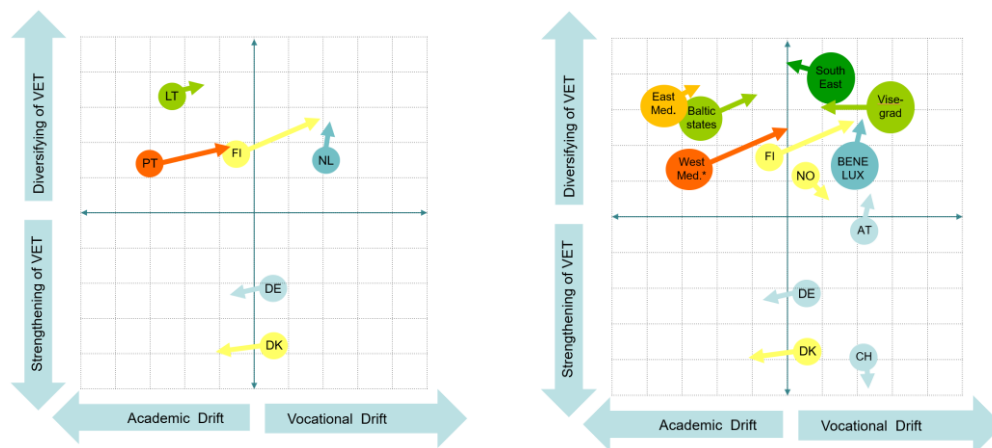 Diversifying of VET
Strengthening of VET
LT
PT
FI
NL
DE
DK
Academic Drift
Vocational Drift
Diversifying of VET
Strengthening of VET
South
East
East
Med.
Baltic
states
Vise-
grad
West
Med.*
FI
NO
BENE
LUX
AT
DE
DK
CH
Academic Drift
Vocational Drift